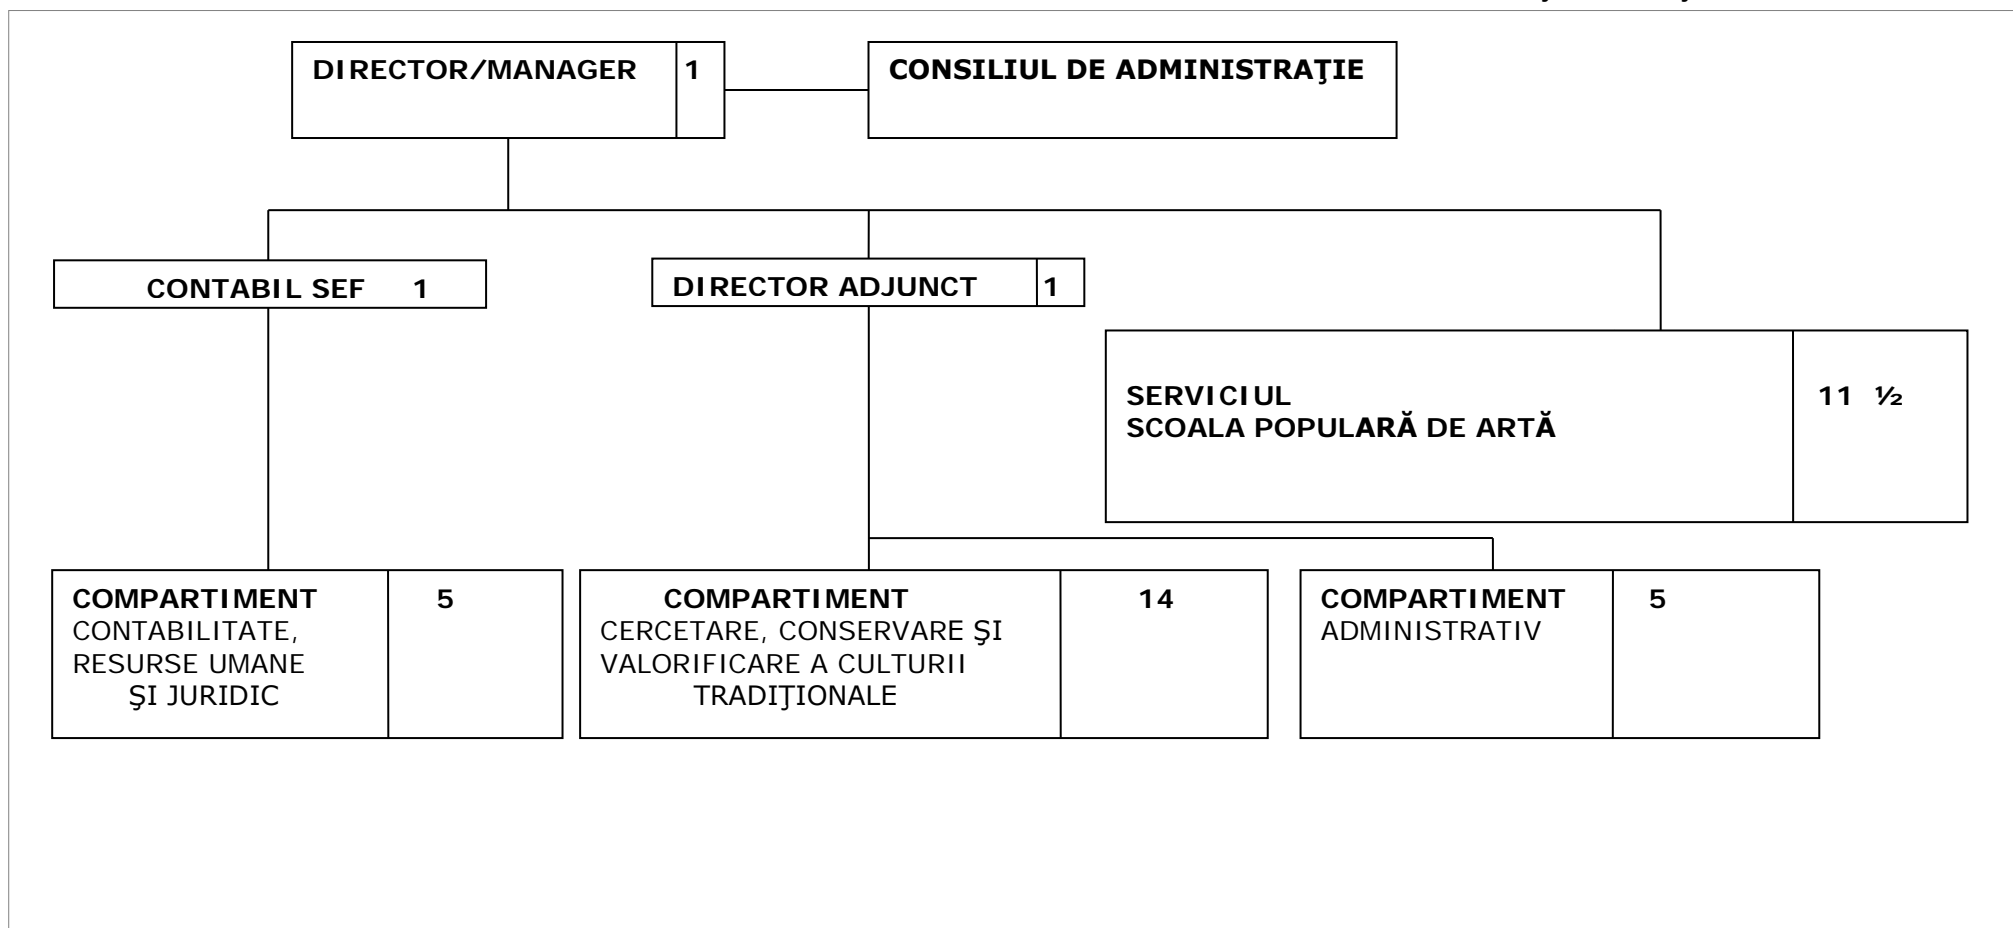 DIRECTOR/MANAGER 1
CONSILIUL DE ADMINISTRAŢIE
CONTABIL SEF 1
DIRECTOR ADJUNCT 1
SERVICIUL
SCOALA POPULARĂ DE ARTĂ
11 ½
COMPARTIMENT 5
CONTABILITATE,
RESURSE UMANE
ŞI JURIDIC
COMPARTIMENT 14
CERCETARE, CONSERVARE ŞI
VALORIFICARE A CULTURII
TRADIŢIONALE
COMPARTIMENT 5
ADMINISTRATIV